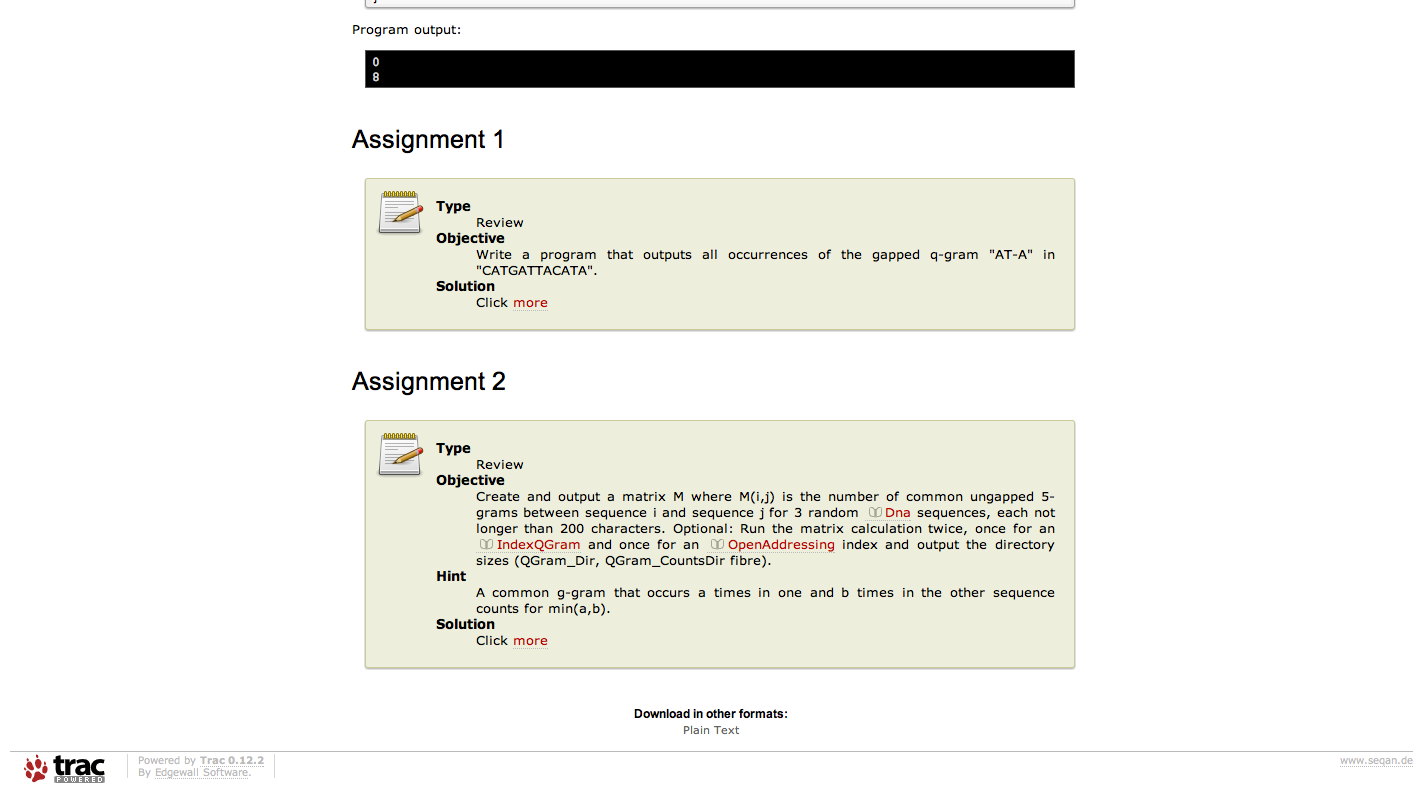 Program output:
0
8
Assignment 1
Type
Review
Objective
Write a program that outputs all occurrences of the gapped q-gram "AT-A" in
"CATGATTACATA".
Solution
Click more
Assignment 2
Type
Review
Objective
Create and output a matrix M where M(i,j) is the number of common ungapped 5-
grams between sequence i and sequence j for 3 random Dna sequences, each not
longer than 200 characters. Optional: Run the matrix calculation twice, once for an
IndexQGram and once for an OpenAddressing index and output the directory
sizes (QGram_Dir, QGram_CountsDir fibre).
Hint
A common g-gram that occurs a times in one and b times in the other sequence
counts for min(a,b).
Solution
Click more
Download in other formats:
Plain Text
trac
POWERED
Powered by Trac 0.12.2
By Edgewall Software.
www.seqan.de